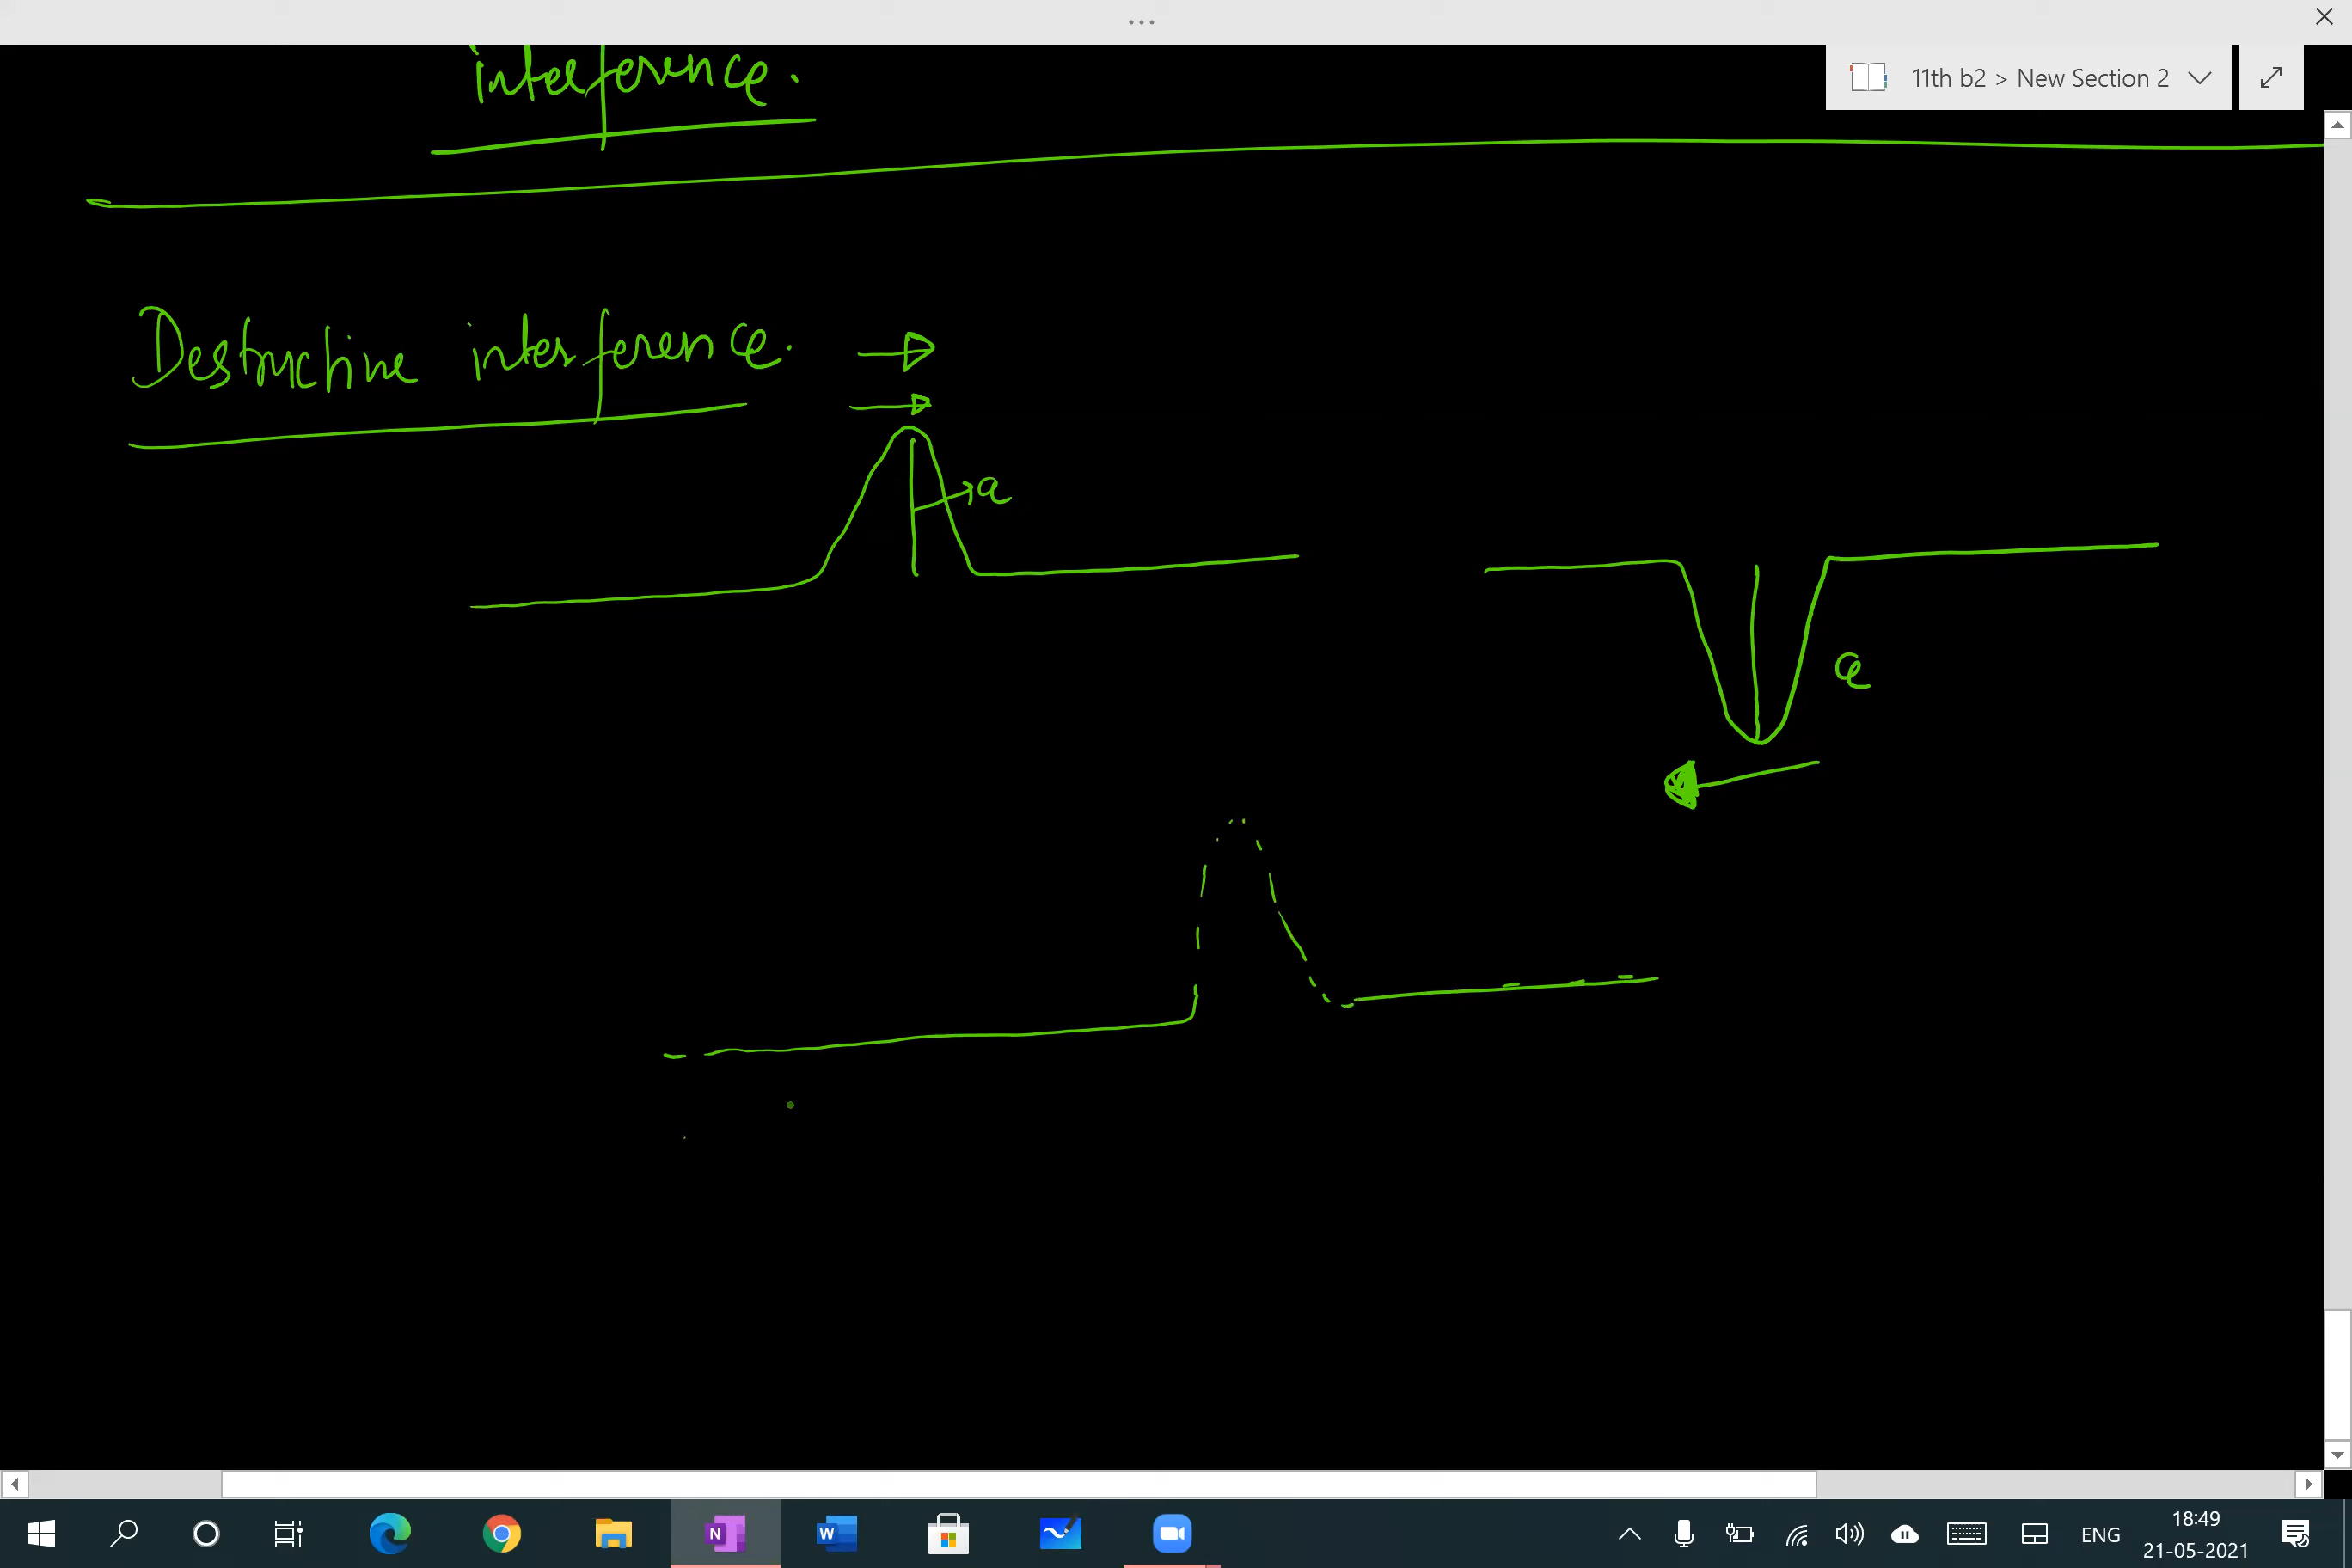 interference.
11th b2 > New Section 2
Destructive interference.
a
a
ENG
18:49
21-05-2021